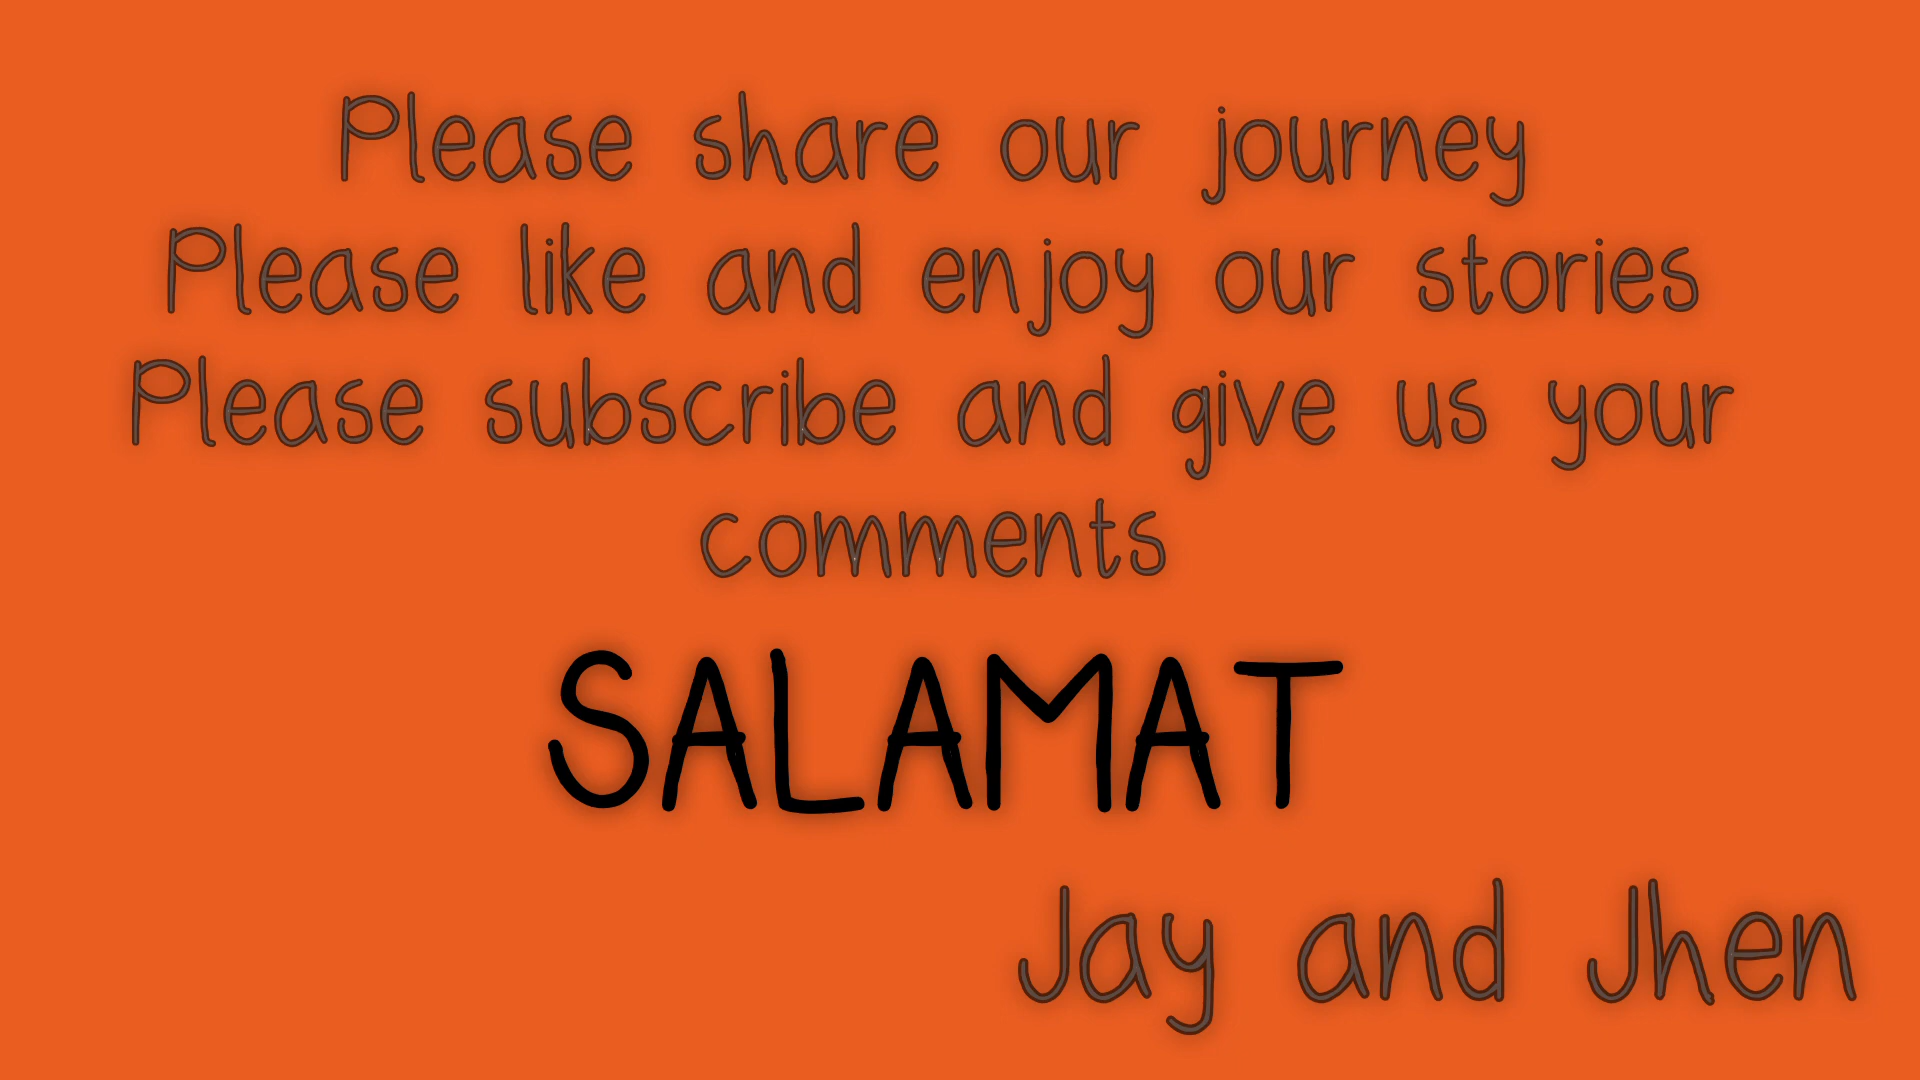 Please share our journey
Please like and enjoy our stories
Please subscribe and give us your
comments
SALAMAT
Jay and Jhen